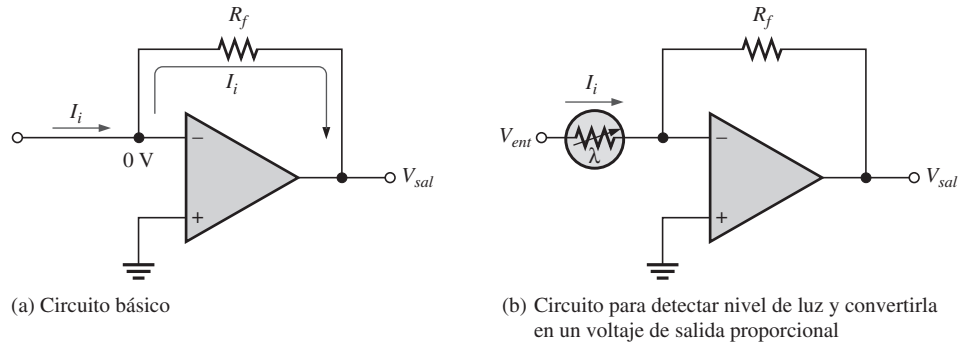 R_f
I_i
I_i
0 V
−
+
V_sal
(a) Circuito básico
R_f
I_i
V_ent
λ
−
+
V_sal
(b) Circuito para detectar nivel de luz y convertirla
en un voltaje de salida proporcional